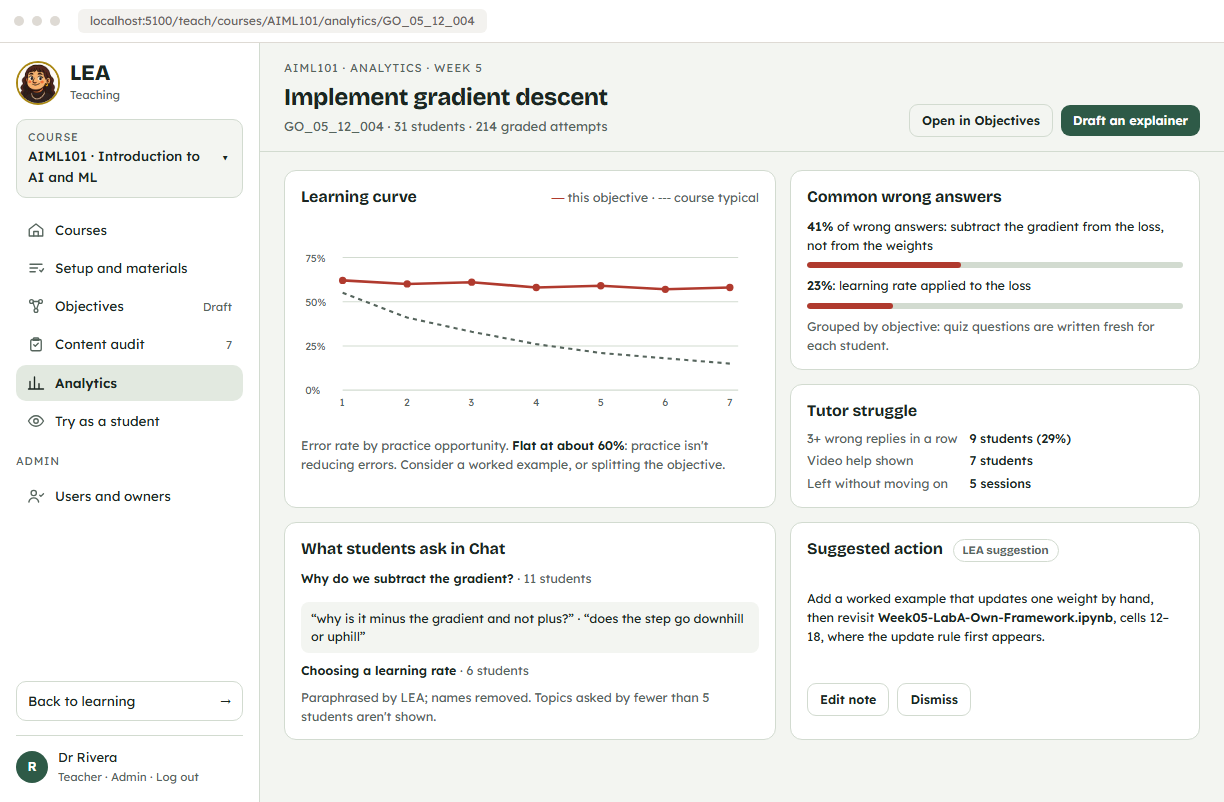 localhost:5100/teach/courses/AIML101/analytics/GO_05_12_004
LEA
Teaching
COURSE
AIML101 · Introduction to
AI and ML
Courses
Setup and materials
Objectives Draft
Content audit 7
Analytics
Try as a student
ADMIN
Users and owners
Back to learning →
R
Dr Rivera
Teacher · Admin · Log out
AIML101 · ANALYTICS · WEEK 5
Implement gradient descent
GO_05_12_004 · 31 students · 214 graded attempts
Open in Objectives
Draft an explainer
Learning curve
— this objective · --- course typical
75%
50%
25%
0%
1 2 3 4 5 6 7
Error rate by practice opportunity. Flat at about 60%: practice isn't
reducing errors. Consider a worked example, or splitting the objective.
Common wrong answers
41% of wrong answers: subtract the gradient from the loss,
not from the weights
23%: learning rate applied to the loss
Grouped by objective: quiz questions are written fresh for
each student.
Tutor struggle
3+ wrong replies in a row 9 students (29%)
Video help shown 7 students
Left without moving on 5 sessions
What students ask in Chat
Why do we subtract the gradient? · 11 students
“why is it minus the gradient and not plus?” · “does the step go downhill
or uphill”
Choosing a learning rate · 6 students
Paraphrased by LEA; names removed. Topics asked by fewer than 5
students aren't shown.
Suggested action LEA suggestion
Add a worked example that updates one weight by hand,
then revisit Week05-LabA-Own-Framework.ipynb, cells 12–
18, where the update rule first appears.
Edit note
Dismiss